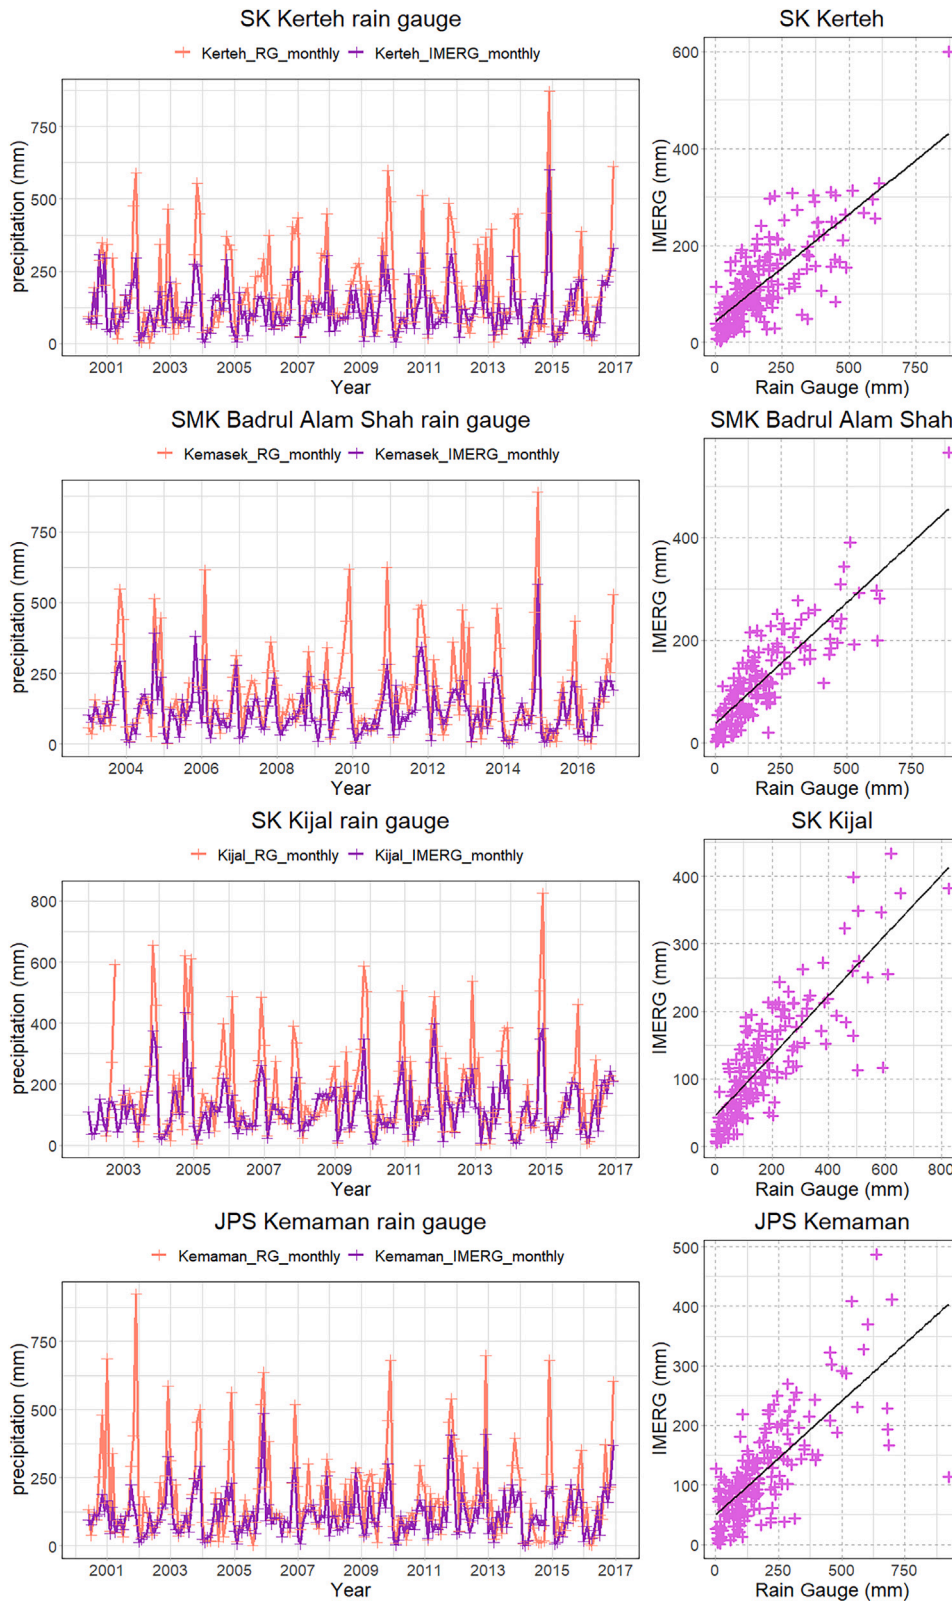 SK Kerteh rain gauge
Kerteh_RG_monthly Kerteh_IMERG_monthly
precipitation (mm)
750
500
250
0
2001 2003 2005 2007 2009 2011 2013 2015 2017
Year
SK Kerteh
IMERG (mm)
600
400
200
0
0 250 500 750
Rain Gauge (mm)
SMK Badrul Alam Shah rain gauge
Kemasek_RG_monthly Kemasek_IMERG_monthly
precipitation (mm)
750
500
250
0
2004 2006 2008 2010 2012 2014 2016
Year
SMK Badrul Alam Shah
IMERG (mm)
400
200
0
0 250 500 750
Rain Gauge (mm)
SK Kijal rain gauge
Kijal_RG_monthly Kijal_IMERG_monthly
precipitation (mm)
800
600
400
200
0
2003 2005 2007 2009 2011 2013 2015 2017
Year
SK Kijal
IMERG (mm)
400
300
200
100
0
0 200 400 600 800
Rain Gauge (mm)
JPS Kemaman rain gauge
Kemaman_RG_monthly Kemaman_IMERG_monthly
precipitation (mm)
750
500
250
0
2001 2003 2005 2007 2009 2011 2013 2015 2017
Year
JPS Kemaman
IMERG (mm)
500
400
300
200
100
0
0 250 500 750
Rain Gauge (mm)